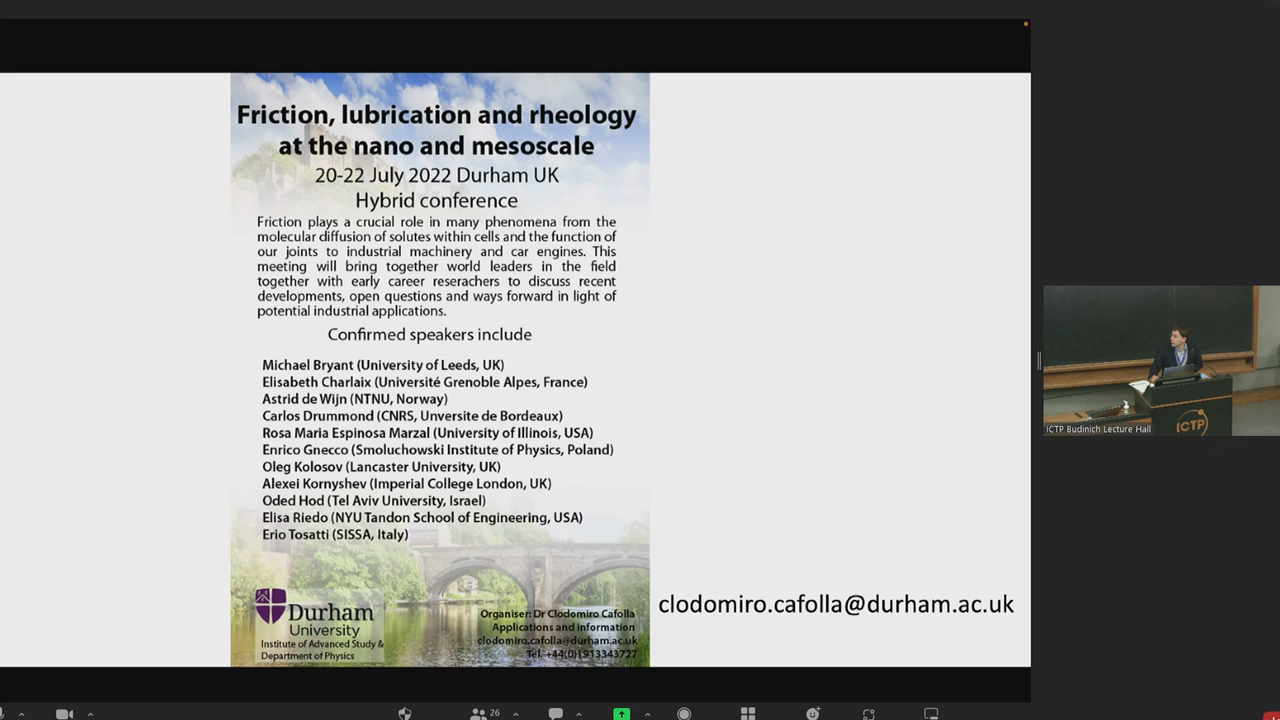 Friction, lubrication and rheology
at the nano and mesoscale
20-22 July 2022 Durham UK
Hybrid conference
Friction plays a crucial role in many phenomena from the
molecular diffusion of solutes within cells and the function of
our joints to industrial machinery and car engines. This
meeting will bring together world leaders in the field
together with early career reserachers to discuss recent
developments, open questions and ways forward in light of
potential industrial applications.
Confirmed speakers include
Michael Bryant (University of Leeds, UK)
Elisabeth Charlaix (Université Grenoble Alpes, France)
Astrid de Wijn (NTNU, Norway)
Carlos Drummond (CNRS, Unversite de Bordeaux)
Rosa Maria Espinosa Marzal (University of Illinois, USA)
Enrico Gnecco (Smoluchowski Institute of Physics, Poland)
Oleg Kolosov (Lancaster University, UK)
Alexei Kornyshev (Imperial College London, UK)
Oded Hod (Tel Aviv University, Israel)
Elisa Riedo (NYU Tandon School of Engineering, USA)
Erio Tosatti (SISSA, Italy)
Durham
University
Institute of Advanced Study &
Department of Physics
Organiser: Dr Clodomiro Cafolla
Applications and information
clodomiro.cafolla@durham.ac.uk
Tel. +44(0)1913343727
clodomiro.cafolla@durham.ac.uk
ICTP
ICTP Budinich Lecture Hall
26